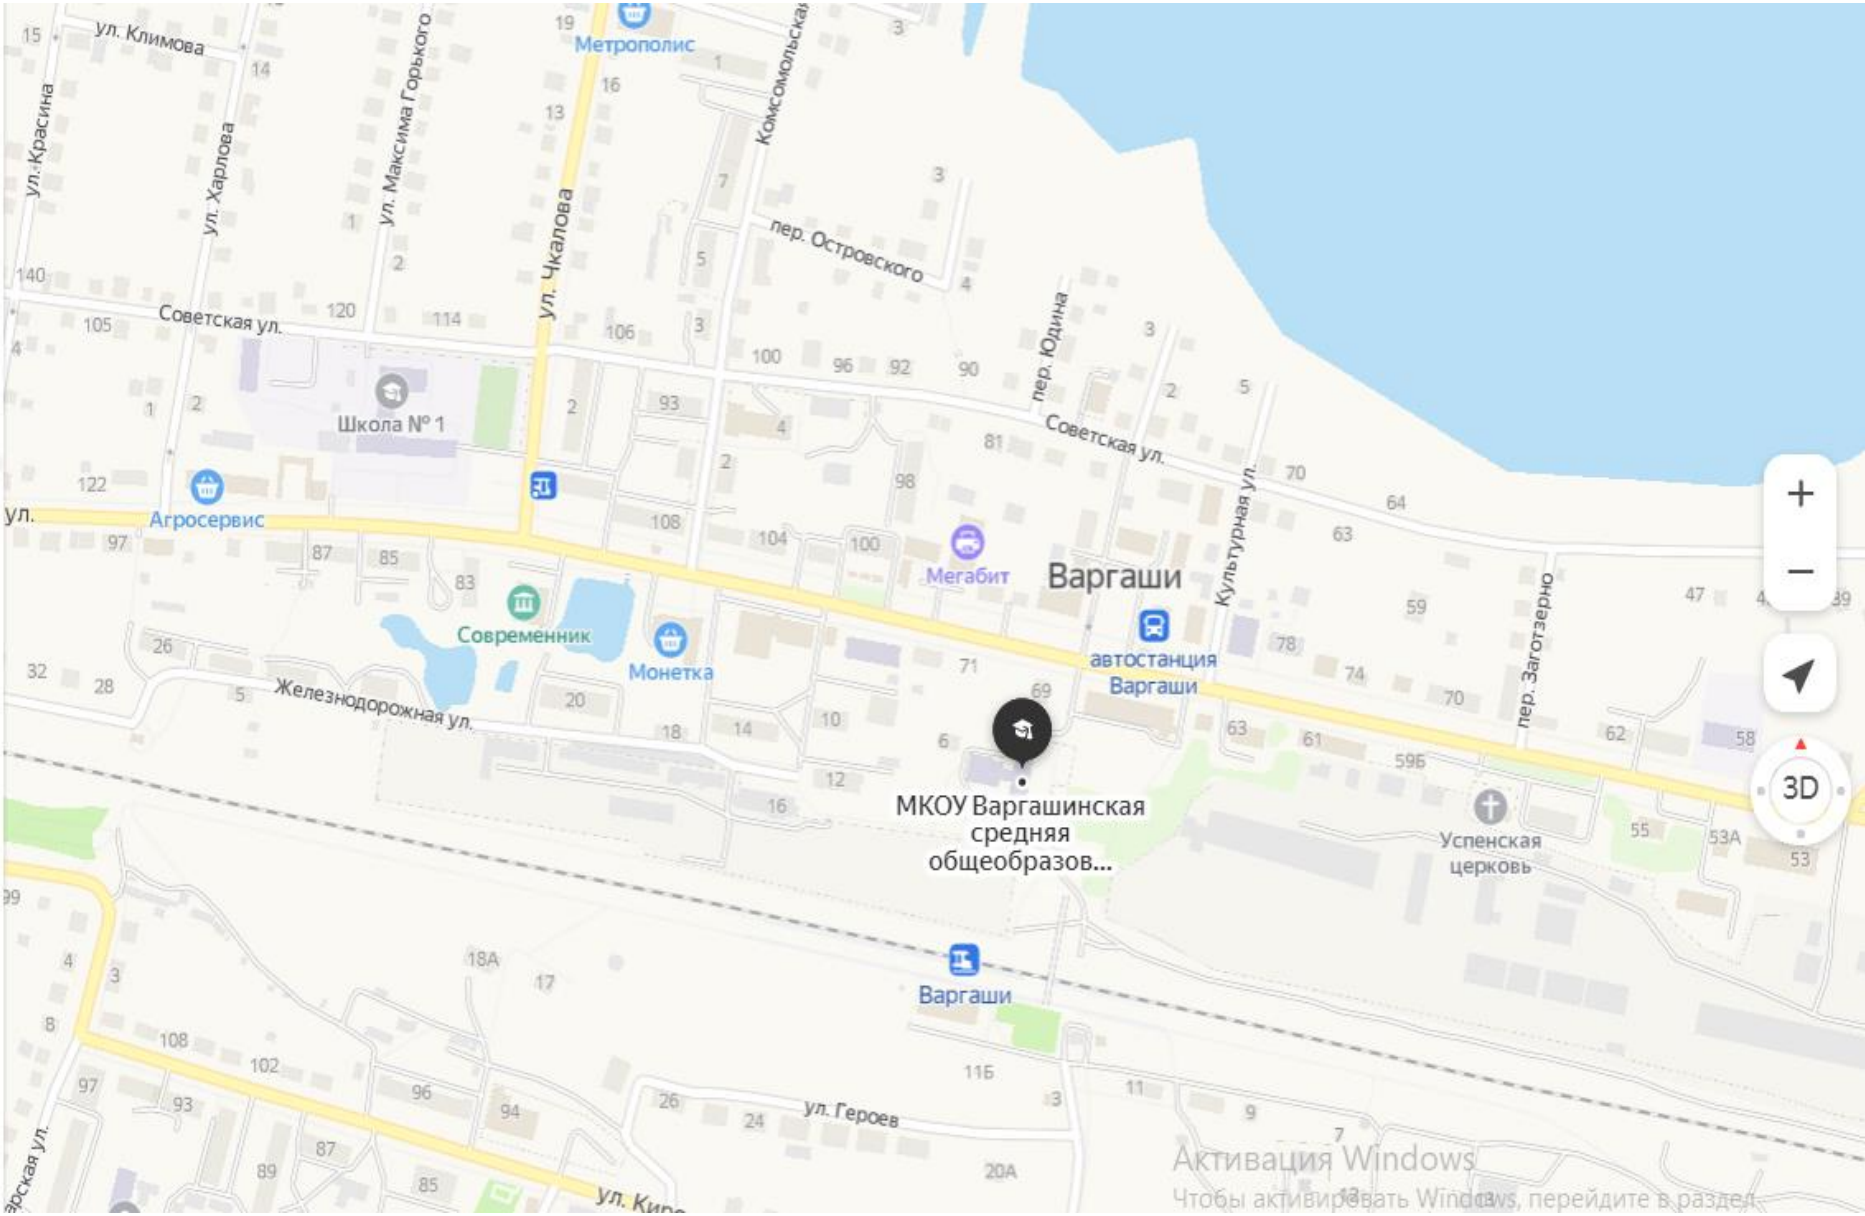 19
3
15
ул. Климова
Метрополис
1
14
16
13
ул. Красина
ул. Харлова
ул. Максима Горького
ул. Чкалова
Комсомольская
7
3
1
2
пер. Островского
5
4
140
105
Советская ул.
120
114
106
3
100
96
92
90
пер. Юдина
3
2
5
4
1
2
Школа № 1
2
93
4
2
81
Советская ул.
70
64
63
98
122
ул.
Агросервис
97
87
85
83
108
104
100
Мегабит
Варгаши
Культурная ул.
59
47
39
пер. Заготзерно
Современник
Монетка
автостанция
Варгаши
78
74
70
71
69
26
32
28
5
Железнодорожная ул.
20
18
14
10
6
12
16
63
61
59Б
62
58
3D
МКОУ Варгашинская
средняя
общеобразов...
Успенская
церковь
55
53А
53
99
4
3
8
18А
17
Варгаши
108
102
97
93
96
94
26
24
ул. Героев
11Б
3
11
9
7
89
87
85
20А
Активация Windows
Чтобы активировать Windows, перейдите в раздел